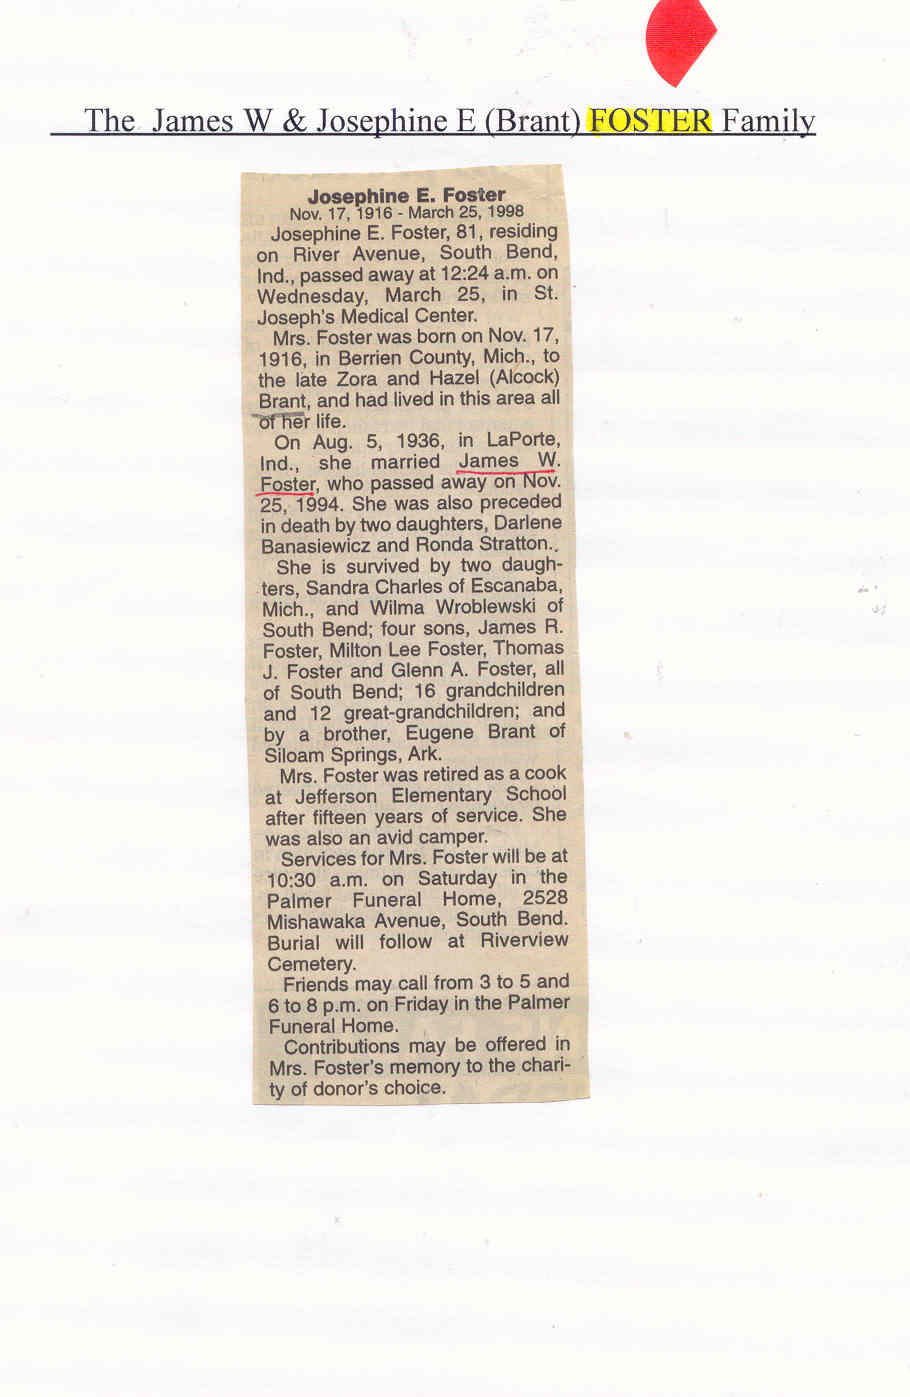 The James W & Josephine E (Brant) FOSTER Family
Josephine E. Foster
Nov. 17, 1916 - March 25, 1998
Josephine E. Foster, 81, residing
on River Avenue, South Bend,
Ind., passed away at 12:24 a.m. on
Wednesday, March 25, in St.
Joseph's Medical Center.
Mrs. Foster was born on Nov. 17,
1916, in Berrien County, Mich., to
the late Zora and Hazel (Alcock)
Brant, and had lived in this area all
of her life.
On Aug. 5, 1936, in LaPorte,
Ind., she married James W.
Foster, who passed away on Nov.
25, 1994. She was also preceded
in death by two daughters, Darlene
Banasiewicz and Ronda Stratton..
She is survived by two daugh-
ters, Sandra Charles of Escanaba,
Mich., and Wilma Wroblewski of
South Bend; four sons, James R.
Foster, Milton Lee Foster, Thomas
J. Foster and Glenn A. Foster, all
of South Bend; 16 grandchildren
and 12 great-grandchildren; and
by a brother, Eugene Brant of
Siloam Springs, Ark.
Mrs. Foster was retired as a cook
at Jefferson Elementary School
after fifteen years of service. She
was also an avid camper.
Services for Mrs. Foster will be at
10:30 a.m. on Saturday in the
Palmer Funeral Home, 2528
Mishawaka Avenue, South Bend.
Burial will follow at Riverview
Cemetery.
Friends may call from 3 to 5 and
6 to 8 p.m. on Friday in the Palmer
Funeral Home.
Contributions may be offered in
Mrs. Foster's memory to the chari-
ty of donor's choice.